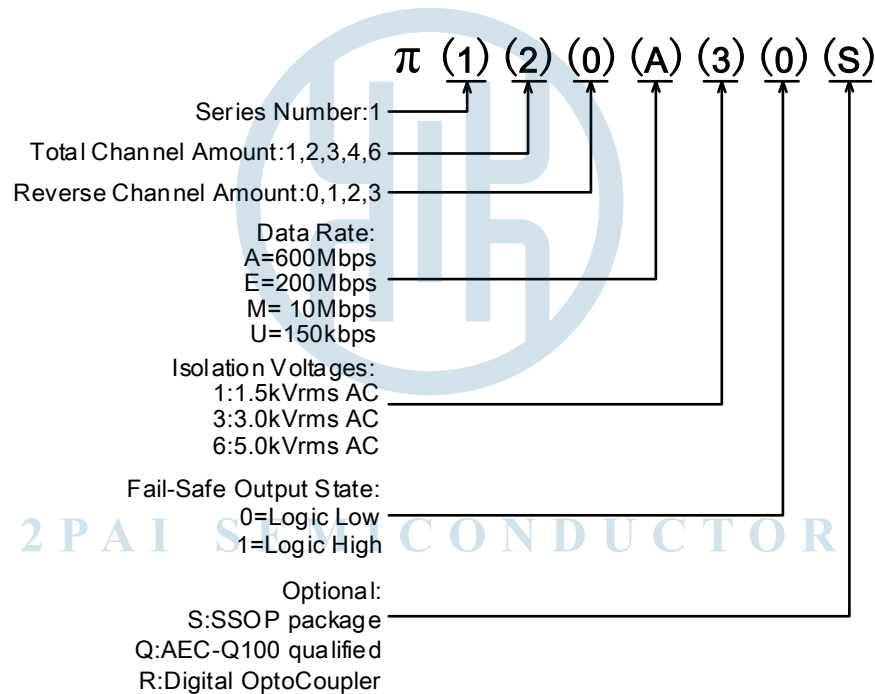 π (1) (2) (0) (A) (3) (0) (S)
Series Number:1
Total Channel Amount:1,2,3,4,6
Reverse Channel Amount:0,1,2,3
Data Rate:
A=600Mbps
E=200Mbps
M= 10Mbps
U=150kbps
Isolation Voltages:
1:1.5kVrms AC
3:3.0kVrms AC
6:5.0kVrms AC
Fail-Safe Output State:
0=Logic Low
2PAI SEMICONDUCTOR
1=Logic High
Optional:
S:SSOP package
Q:AEC-Q100 qualified
R:Digital OptoCoupler